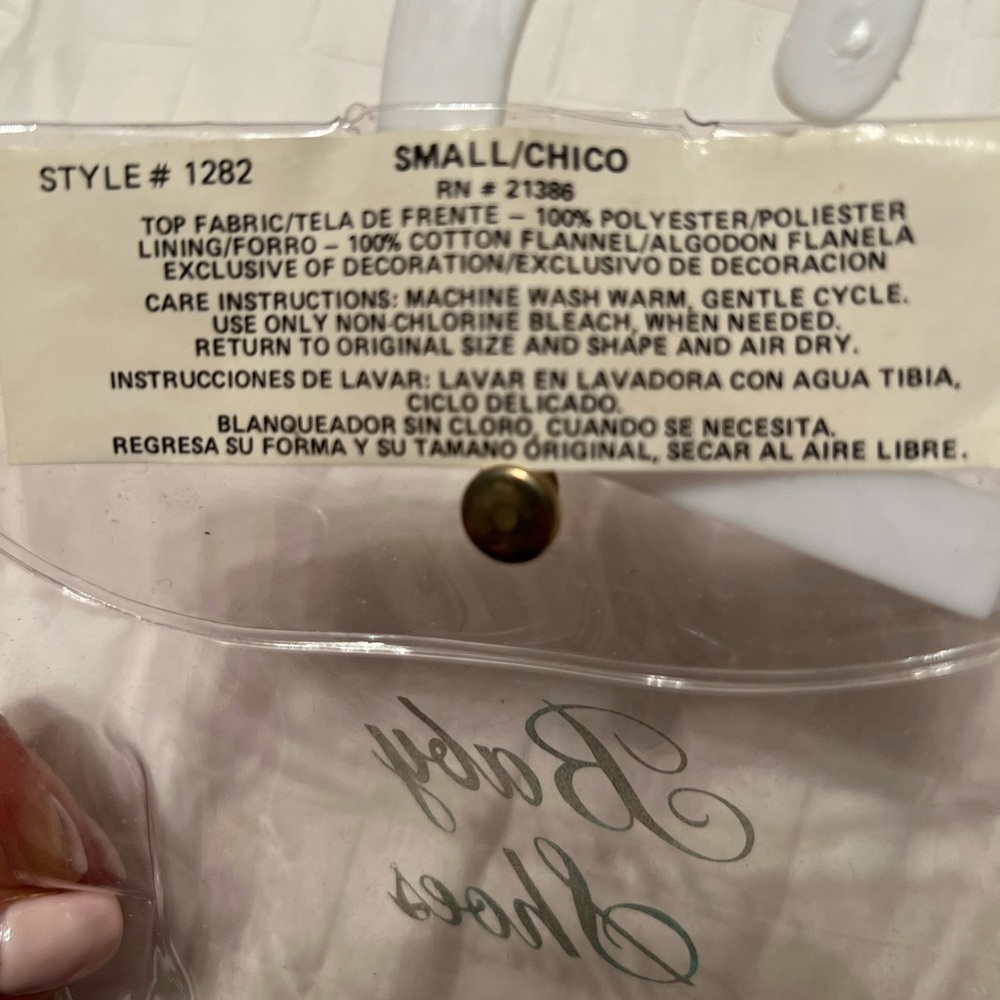 STYLE # 1282
SMALL/CHICO
RN # 21386
TOP FABRIC/TELA DE FRENTE – 100% POLYESTER/POLIESTER
LINING/FORRO – 100% COTTON FLANNEL/ALGODON FLANELA
EXCLUSIVE OF DECORATION/EXCLUSIVO DE DECORACION
CARE INSTRUCTIONS: MACHINE WASH WARM, GENTLE CYCLE.
USE ONLY NON-CHLORINE BLEACH, WHEN NEEDED.
RETURN TO ORIGINAL SIZE AND SHAPE AND AIR DRY.
INSTRUCCIONES DE LAVAR: LAVAR EN LAVADORA CON AGUA TIBIA,
CICLO DELICADO.
BLANQUEADOR SIN CLORO, CUANDO SE NECESITA.
REGRESA SU FORMA Y SU TAMANO ORIGINAL, SECAR AL AIRE LIBRE.
Baby
Shoes